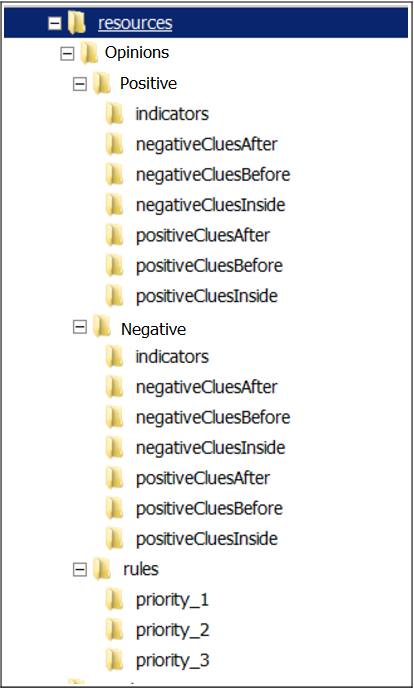 resources
Opinions
Positive
indicators
negativeCluesAfter
negativeCluesBefore
negativeCluesInside
positiveCluesAfter
positiveCluesBefore
positiveCluesInside
Negative
indicators
negativeCluesAfter
negativeCluesBefore
negativeCluesInside
positiveCluesAfter
positiveCluesBefore
positiveCluesInside
rules
priority_1
priority_2
priority_3